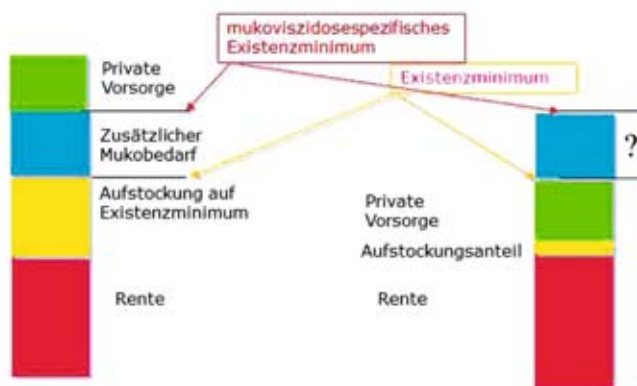 mukoviszidosespezifisches
Existenzminimum
Private
Vorsorge
Existenzminimum
Zusätzlicher
Mukobedarf
?
Aufstockung auf
Existenzminimum
Private
Vorsorge
Aufstockungsanteil
Rente
Rente